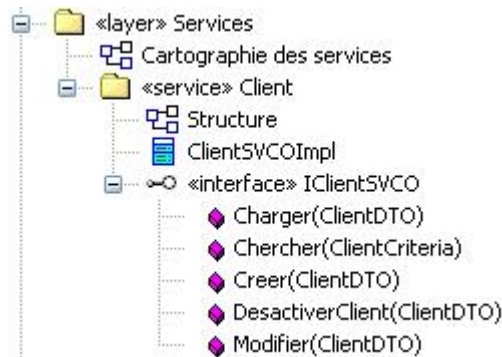 «layer» Services
Cartographie des services
«service» Client
Structure
ClientSVCOImpl
«interface» IClientSVCO
Charger(ClientDTO)
Chercher(ClientCriteria)
Creer(ClientDTO)
DesactiverClient(ClientDTO)
Modifier(ClientDTO)